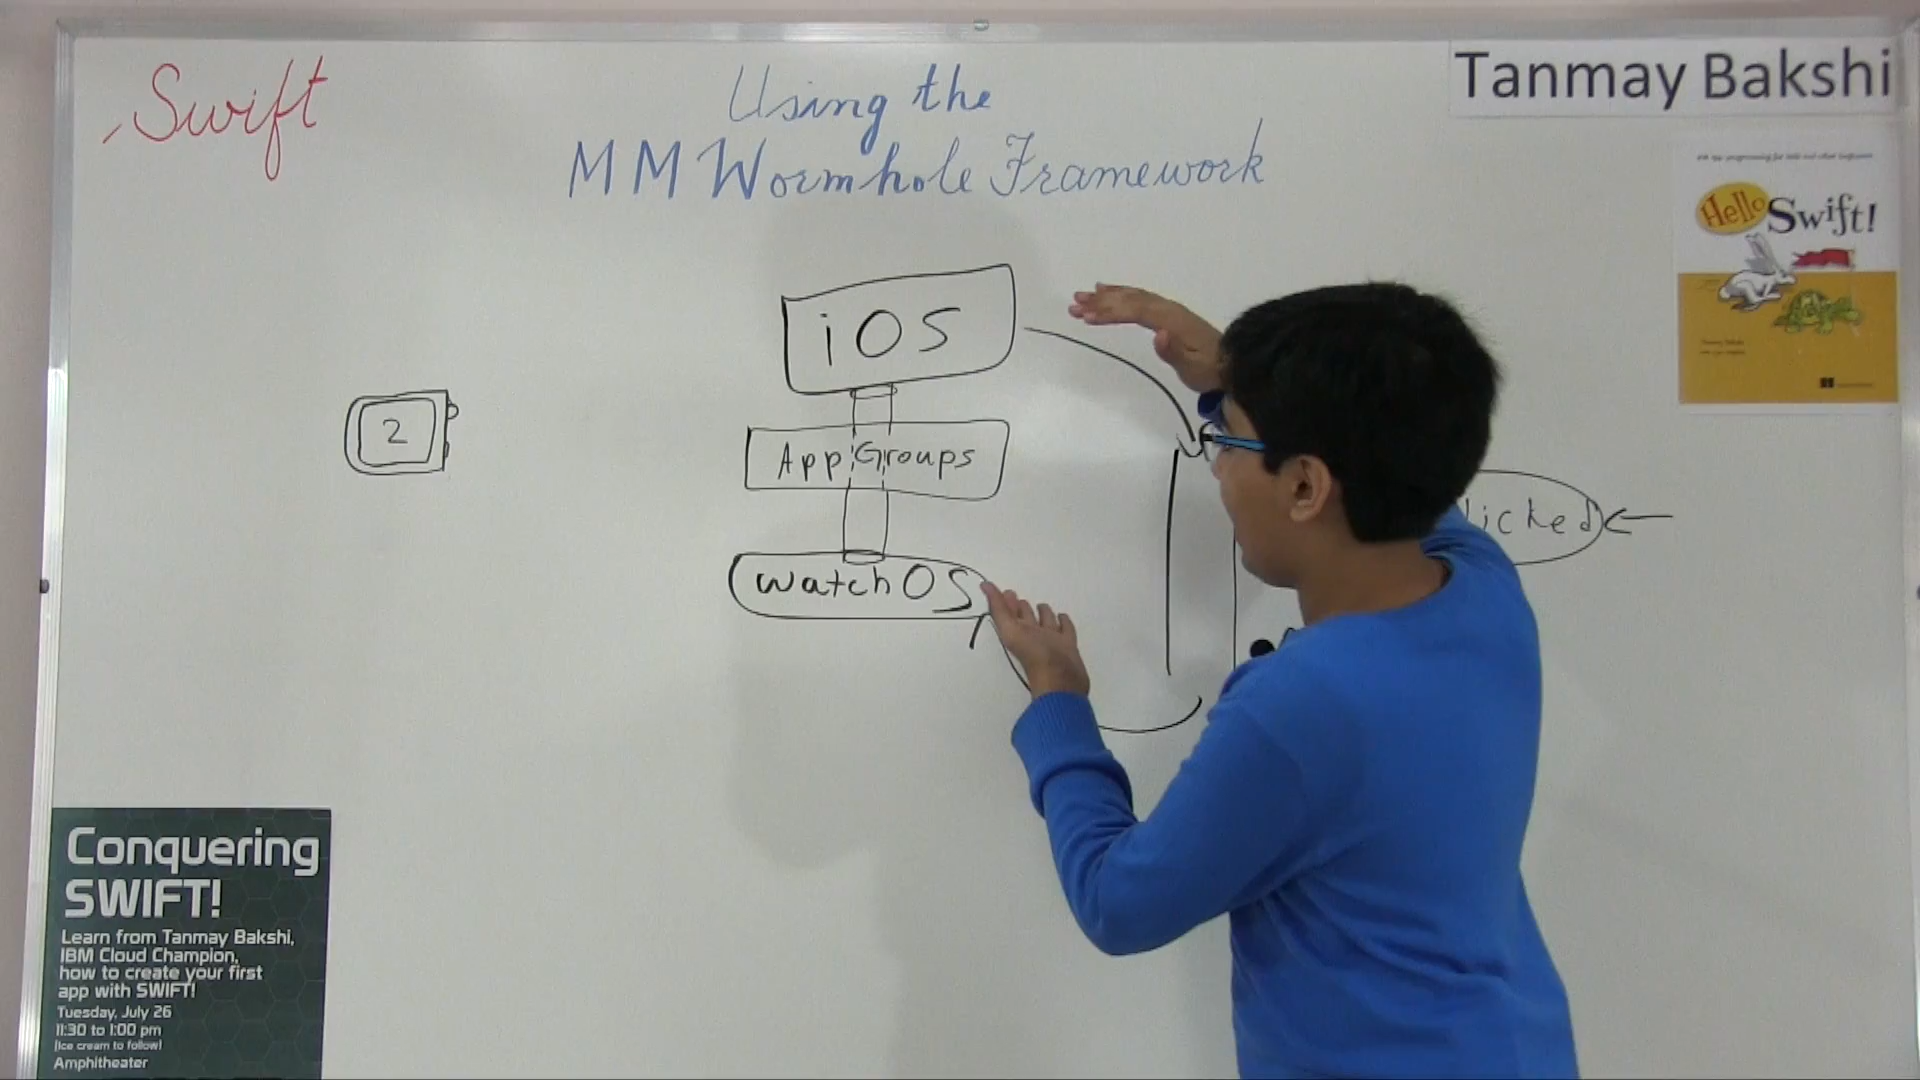 Swift
Using the
MMWormhole Framework
Tanmay Bakshi
Hello Swift!
iOS
2
App Groups
licked
watchOS
Conquering
SWIFT!
Learn from Tanmay Bakshi,
IBM Cloud Champion,
how to create your first
app with SWIFT!
Tuesday, July 26
11:30 to 1:00 pm
(Ice cream to follow)
Amphitheater